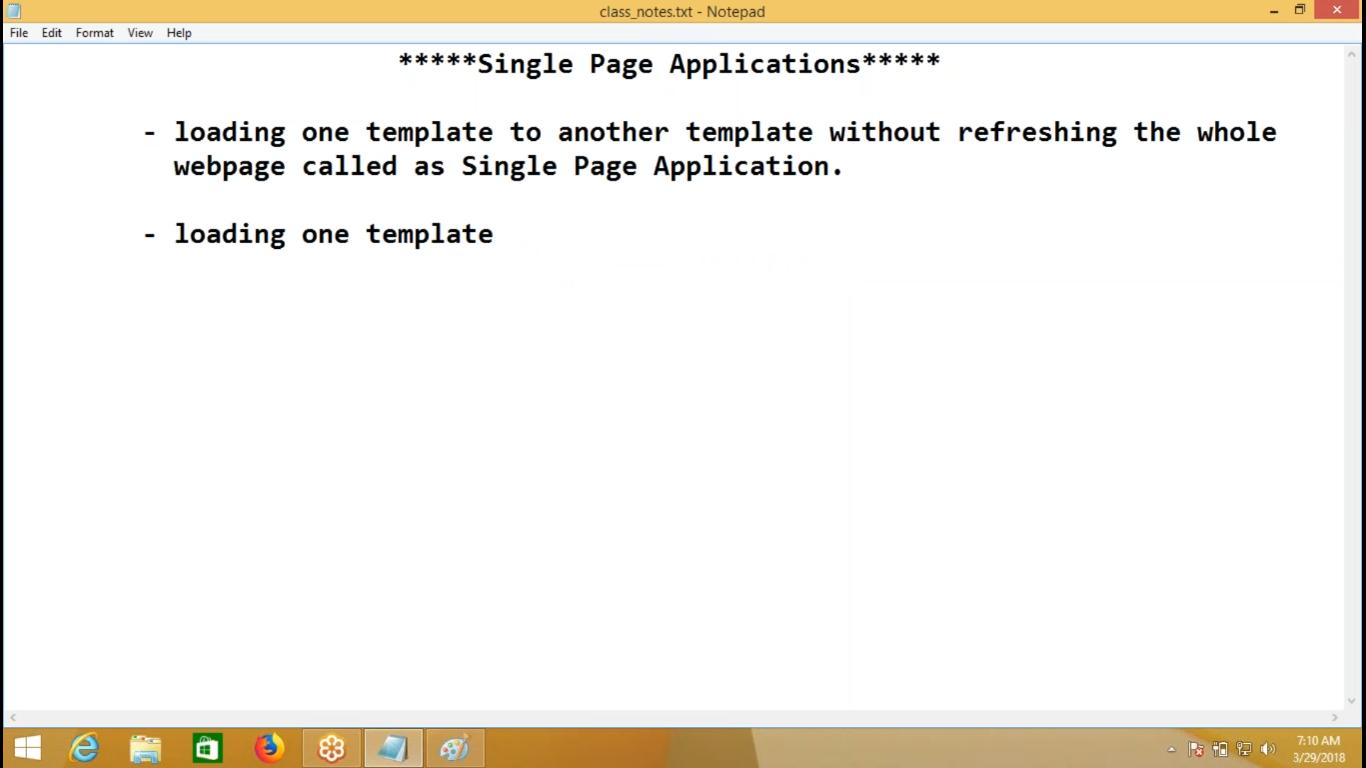 class_notes.txt - Notepad
File Edit Format View Help
*****Single Page Applications*****
- loading one template to another template without refreshing the whole
webpage called as Single Page Application.
- loading one template
7:10 AM
3/29/2018